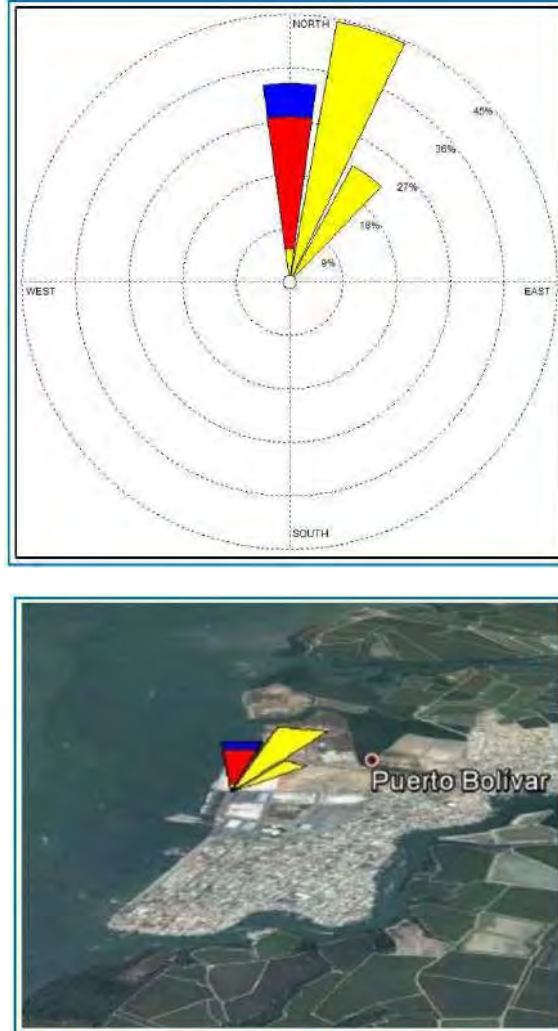 NORTH
45%
36%
27%
18%
9%
WEST
EAST
SOUTH
Puerto Bolívar